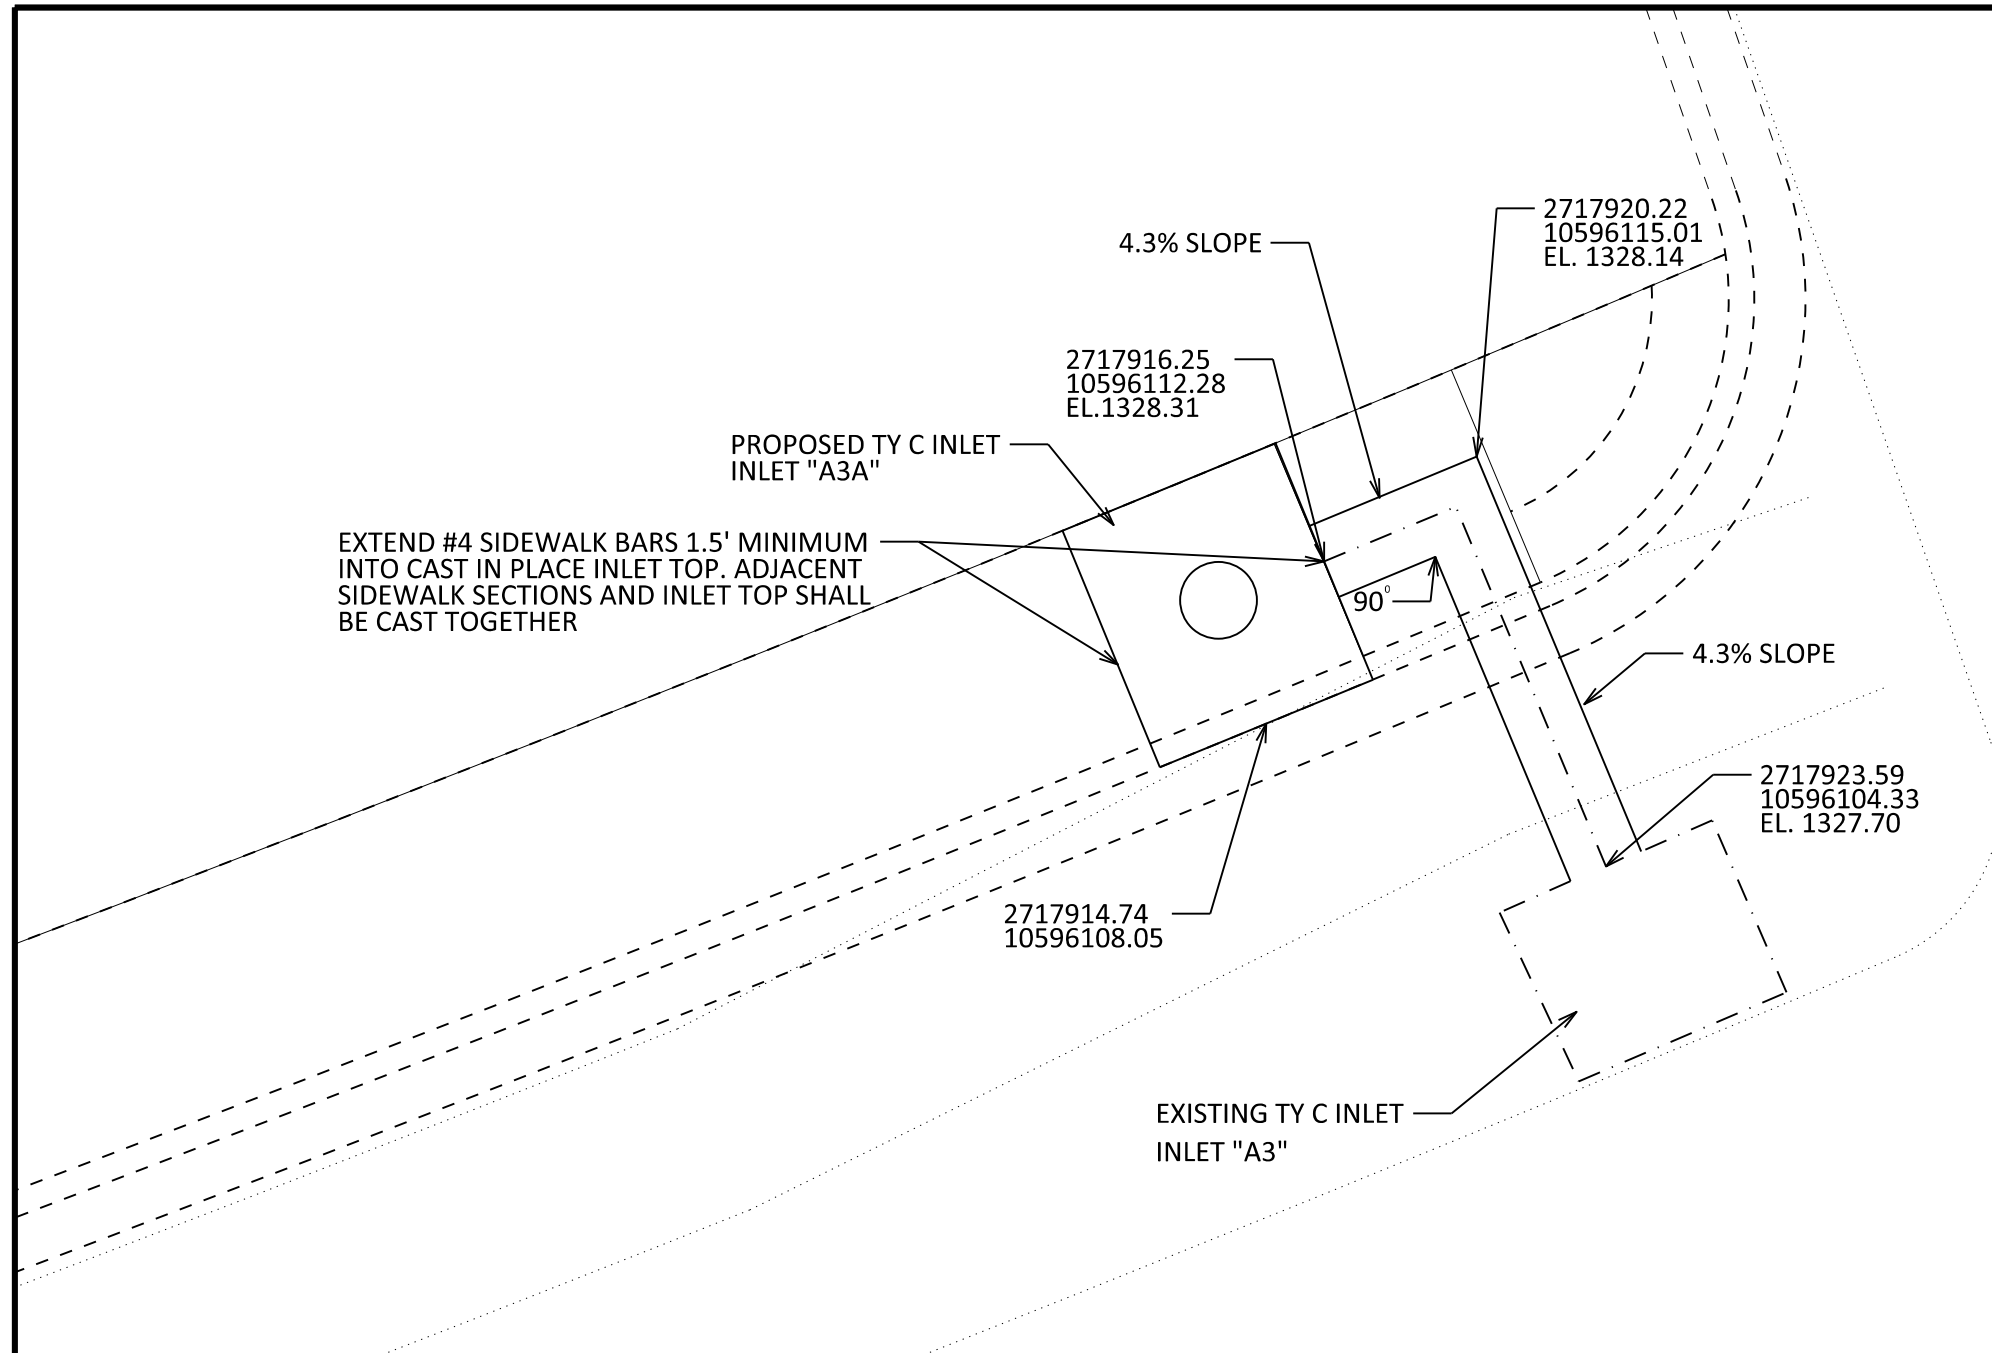 2717920.22
10596115.01
EL. 1328.14
4.3% SLOPE
2717916.25
10596112.28
EL.1328.31
PROPOSED TY C INLET
INLET "A3A"
EXTEND #4 SIDEWALK BARS 1.5' MINIMUM
INTO CAST IN PLACE INLET TOP. ADJACENT
SIDEWALK SECTIONS AND INLET TOP SHALL
BE CAST TOGETHER
90°
4.3% SLOPE
2717923.59
10596104.33
EL. 1327.70
2717914.74
10596108.05
EXISTING TY C INLET
INLET "A3"